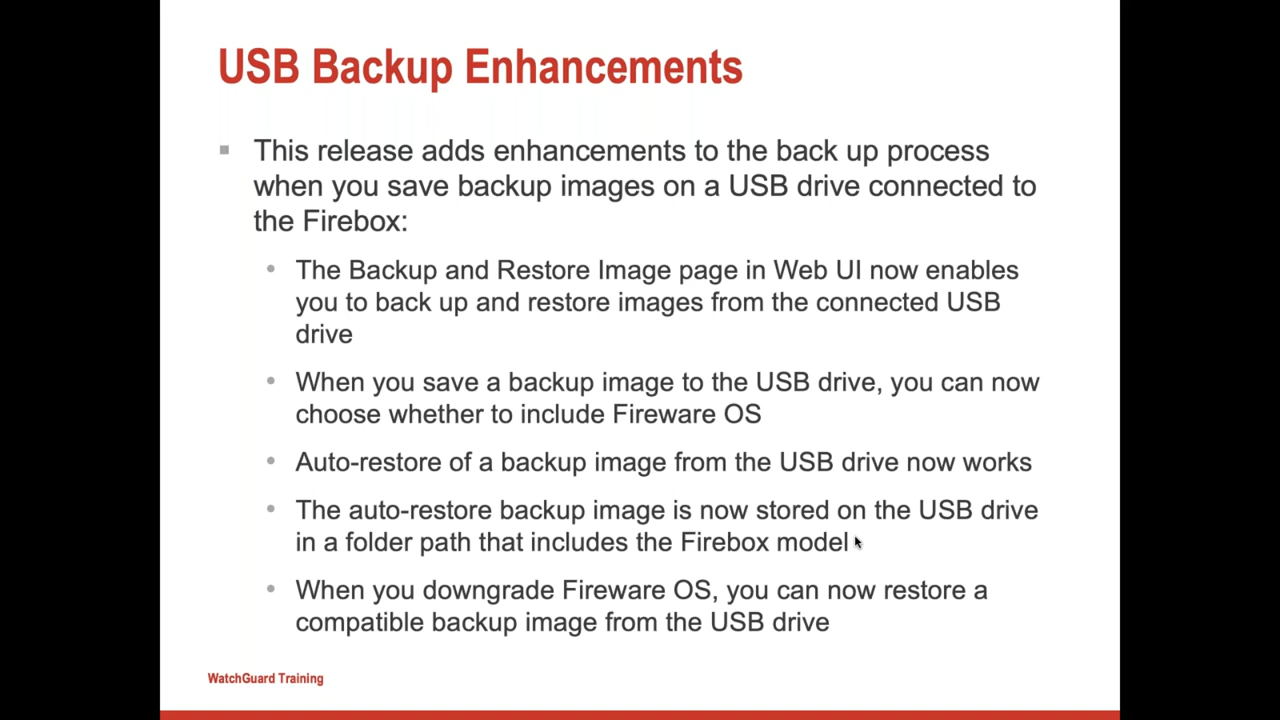 USB Backup Enhancements
This release adds enhancements to the back up process
when you save backup images on a USB drive connected to
the Firebox:
The Backup and Restore Image page in Web UI now enables
you to back up and restore images from the connected USB
drive
When you save a backup image to the USB drive, you can now
choose whether to include Fireware OS
Auto-restore of a backup image from the USB drive now works
The auto-restore backup image is now stored on the USB drive
in a folder path that includes the Firebox model
When you downgrade Fireware OS, you can now restore a
compatible backup image from the USB drive
WatchGuard Training